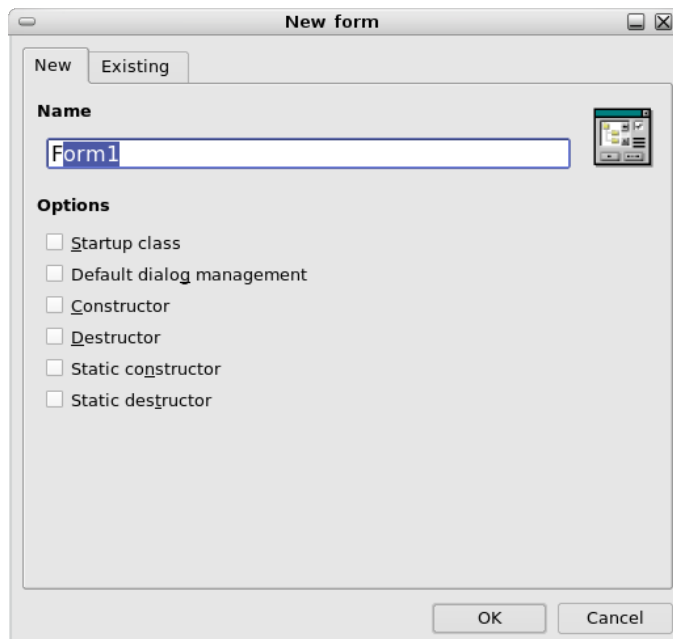 New form
New Existing
Name
Form1
Options
Startup class
Default dialog management
Constructor
Destructor
Static constructor
Static destructor
OK Cancel